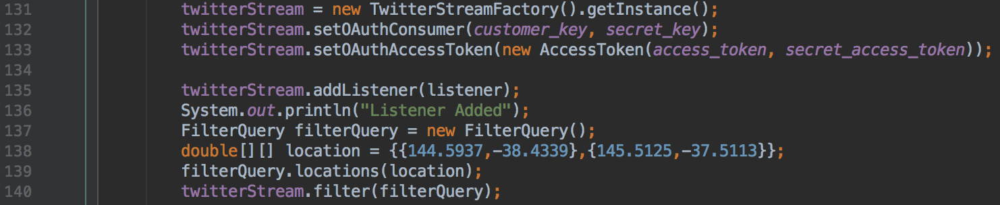 131 twitterStream = new TwitterStreamFactory().getInstance();
132 twitterStream.setOAuthConsumer(customer_key, secret_key);
133 twitterStream.setOAuthAccessToken(new AccessToken(access_token, secret_access_token));
134
135 twitterStream.addListener(listener);
136 System.out.println("Listener Added");
137 FilterQuery filterQuery = new FilterQuery();
138 double[][] location = {{144.5937,-38.4339},{145.5125,-37.5113}};
139 filterQuery.locations(location);
140 twitterStream.filter(filterQuery);